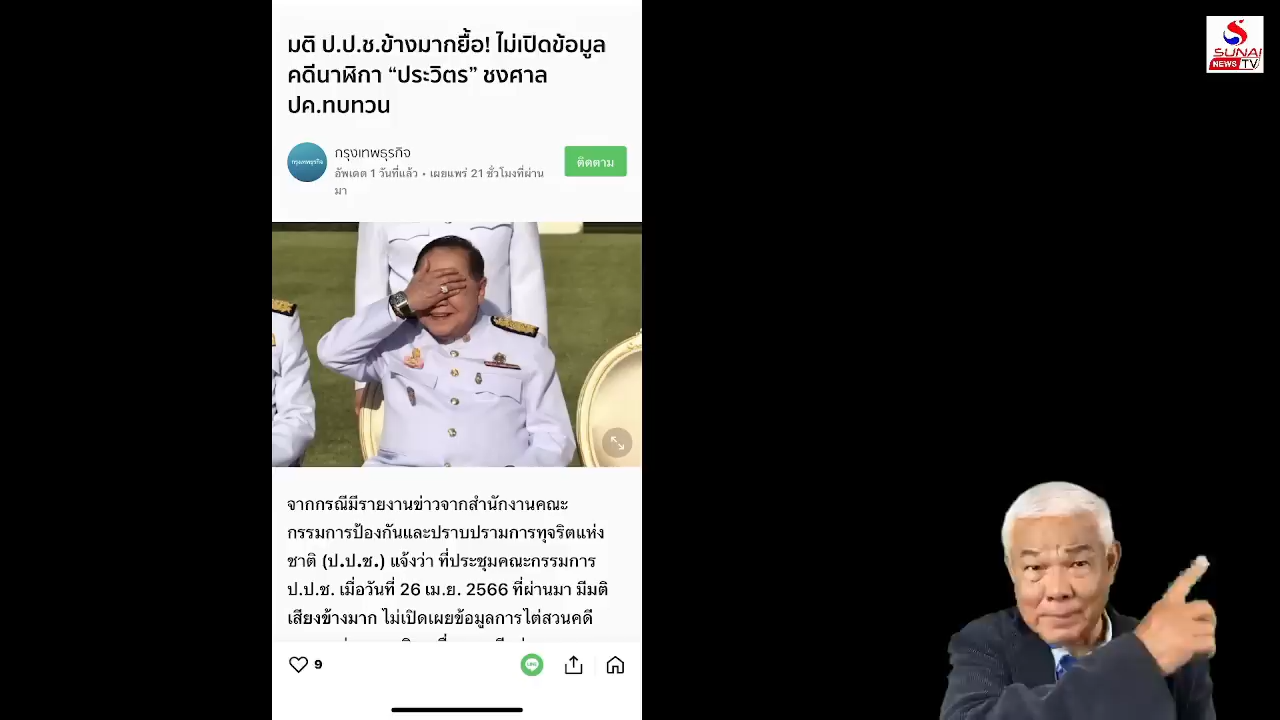 มติ ป.ป.ช.ข้างมากยื้อ! ไม่เปิดข้อมูล
คดีนาฬิกา “ประวิตร” ชงศาล
ปค.ทบทวน
กรุงเทพธุรกิจ
กรุงเทพธุรกิจ
อัพเดต 1 วันที่แล้ว • เผยแพร่ 21 ชั่วโมงที่ผ่าน
มา
ติดตาม
จากกรณีมีรายงานข่าวจากสำนักงานคณะ
กรรมการป้องกันและปราบปรามการทุจริตแห่ง
ชาติ (ป.ป.ช.) แจ้งว่า ที่ประชุมคณะกรรมการ
ป.ป.ช. เมื่อวันที่ 26 เม.ย. 2566 ที่ผ่านมา มีมติ
เสียงข้างมาก ไม่เปิดเผยข้อมูลการไต่สวนคดี
9
LINE
SUNAI
NEWS TV